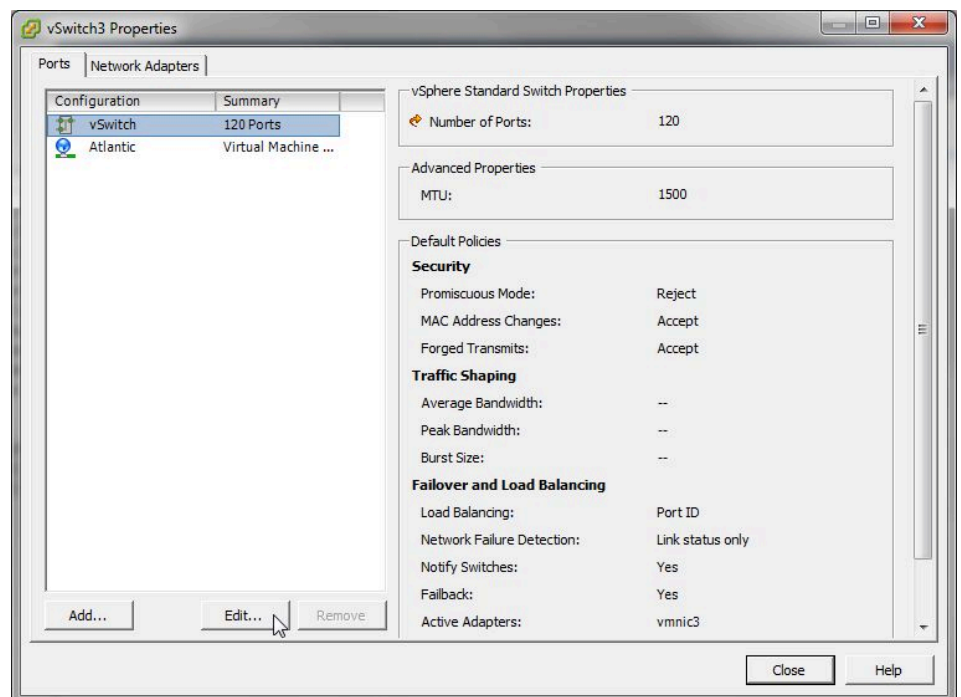 vSwitch3 Properties
Ports Network Adapters
Configuration Summary
vSwitch 120 Ports
Atlantic Virtual Machine ...
Add... Edit... Remove
vSphere Standard Switch Properties
Number of Ports: 120
Advanced Properties
MTU: 1500
Default Policies
Security
Promiscuous Mode: Reject
MAC Address Changes: Accept
Forged Transmits: Accept
Traffic Shaping
Average Bandwidth: --
Peak Bandwidth: --
Burst Size: --
Failover and Load Balancing
Load Balancing: Port ID
Network Failure Detection: Link status only
Notify Switches: Yes
Failback: Yes
Active Adapters: vmnic3
Close Help